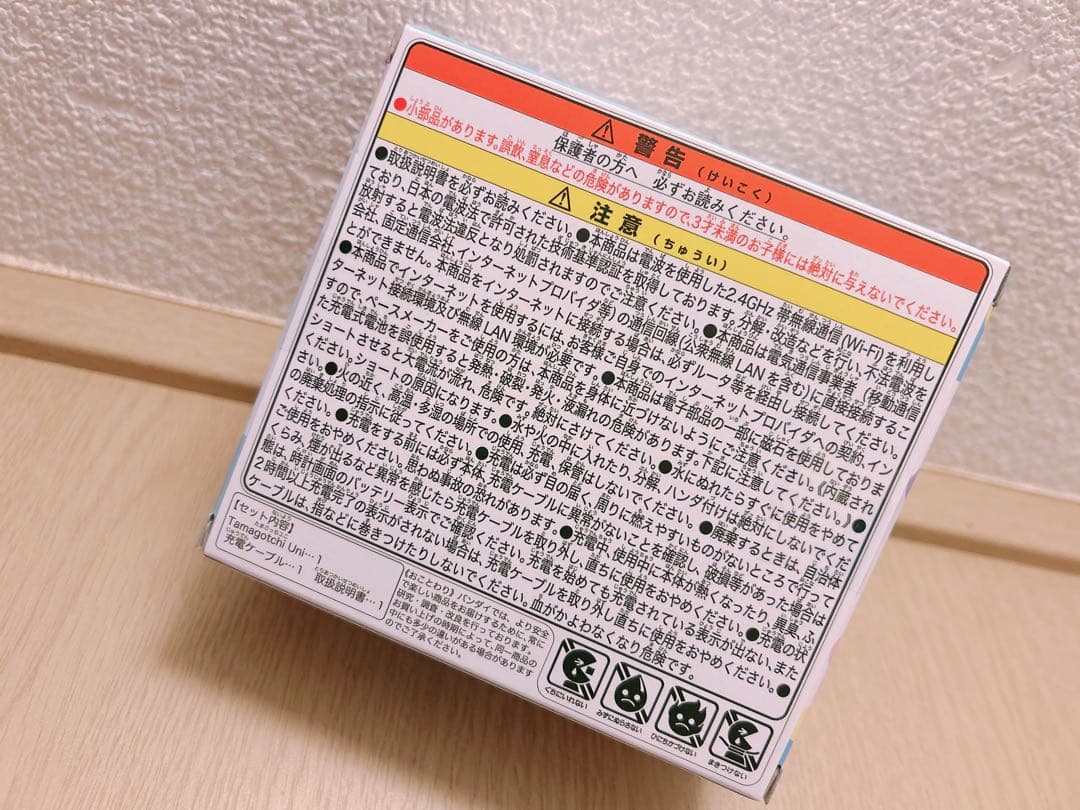 ⚠ 警告 (けいこく)
保護者の方へ 必ずお読みください。
●小部品があります。誤飲、窒息などの危険がありますので、3才未満のお子様には絶対に与えないでください。
⚠ 注意 (ちゅうい)
●取扱説明書を必ずお読みください。●本商品は電波を使用した2.4GHz 帯無線通信(Wi-Fi)を利用し
ており、日本の電波法で許可された技術基準認証を取得しております。分解、改造などを行い、不法電波を
放射すると電波法違反となり処罰されますのでご注意ください。●本商品は電気通信事業者(移動通信
会社、固定通信会社、インターネットプロバイダ等)の通信回線(公衆無線 LAN を含む)に直接接続するこ
とができません。本商品をインターネットに接続する場合は、必ずルータ等を経由し接続してください。
●本商品でインターネットを使用するには、お客様ご自身でのインターネットプロバイダへの契約、イン
ターネット接続環境及び無線 LAN 環境が必要です。●本商品は電子部品の一部に磁石を使用しておりま
すので、ペースメーカーをご使用の方は、本商品を身体に近づけないようにご注意ください。《内蔵され
た充電式電池を誤使用すると発熱・破裂・発火・液漏れの危険があります。下記に注意してください。》●
ショートさせると大電流が流れ、危険です。絶対にさけてください。●水にぬれたらすぐに使用をやめて
ください。ショートの原因になります。●水や火の中に入れたり、分解、ハンダ付けは絶対にしないでくだ
さい。●火の近く、高温、多湿の場所での使用、充電、保管はしないでください。●廃棄するときは、自治体
の廃棄処理の指示に従ってください。●充電は必ず目の届く、周りに燃えやすいものがないところで行って
ください。●充電をする前には必ず本体、充電ケーブルに異常がないことを確認し、破損等があった場合は
ご使用をおやめください。思わぬ事故の恐れがあります。●充電中、使用中に本体が熱くなったり、異臭、ふ
くらみ、煙が出るなど異常を感じたら充電ケーブルを取り外し、直ちに使用をおやめください。●充電の状
態は、時計画面のバッテリー表示でご確認ください。充電を始めても充電されている表示が出ない、また
2時間以上充電完了の表示がされない場合は、充電ケーブルを取り外し直ちに使用をおやめください。●
ケーブルは、指などに巻きつけたりしないでください。血がかよわなくなり危険です。
[セット内容]
Tamagotchi Uni…1
充電ケーブル…1 取扱説明書…1
《おことわり》バンダイでは、より安全
で楽しい商品をお届けするために、常に
研究・調査・改良を行っております。
お買い上げの時期によって、同一商品の
中にも多少の違いがある場合があります
のでご了承ください。
くちにいれない
みずにぬらさない
ひにちかづけない
まきつけない